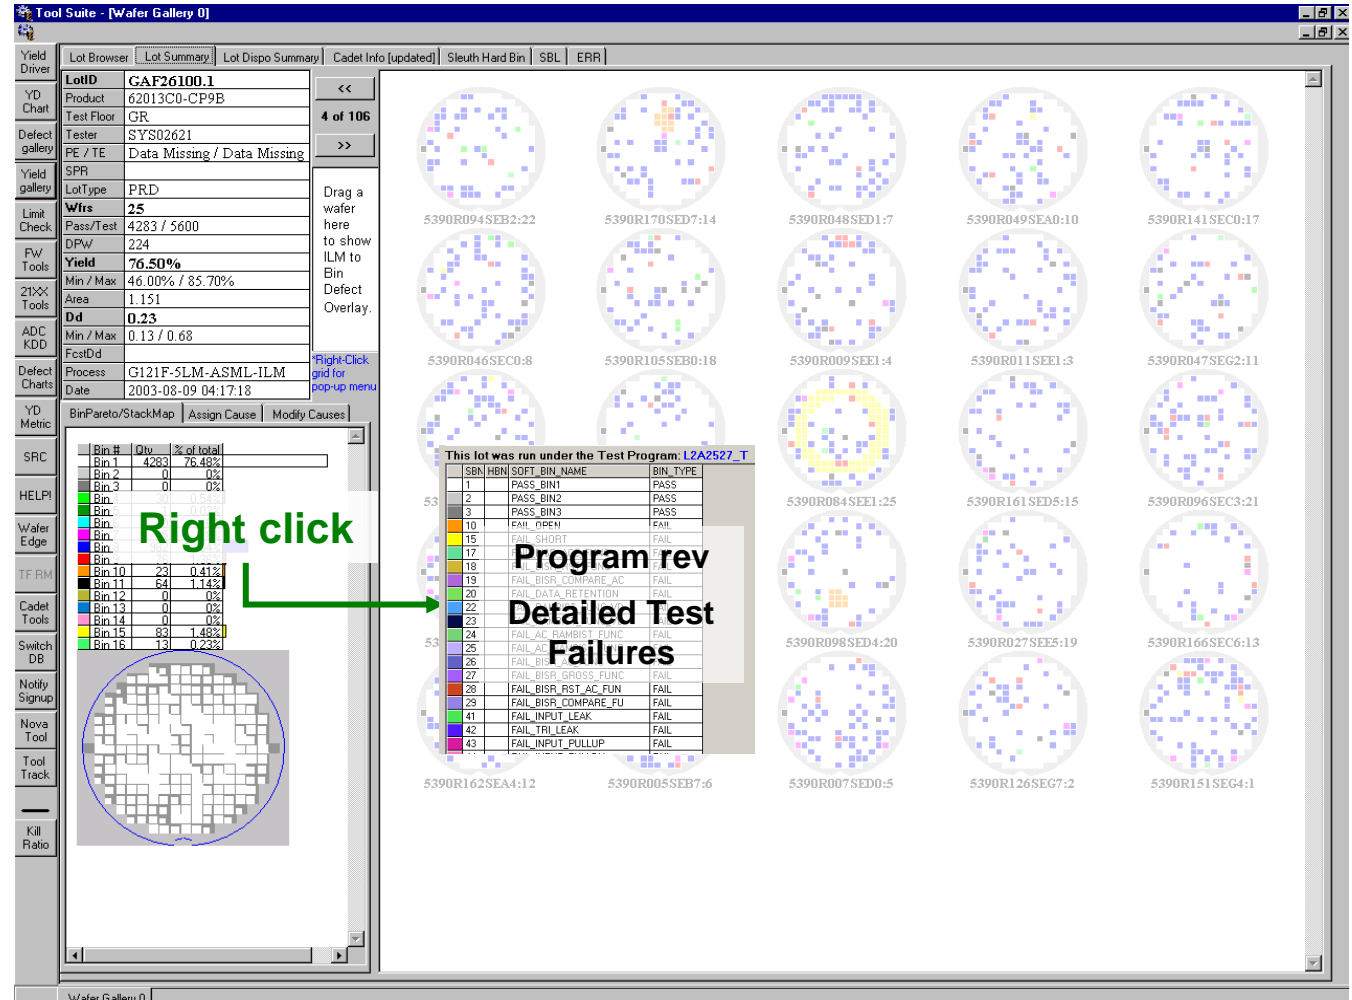 Tool Suite - [Wafer Gallery 0]
Yield Driver
YD Chart
Defect gallery
Yield gallery
Limit Check
FW Tools
21XX Tools
ADC KDD
Defect Charts
YD Metric
SRC
HELP!
Wafer Edge
TF RM
Cadet Tools
Switch DB
Notify Signup
Nova Tool
Tool Track
Kill Ratio
Lot Browser Lot Summary Lot Dispo Summary Cadet Info [updated] Sleuth Hard Bin SBL ERR
LotID GAF26100.1
Product 62013C0-CP9B
Test Floor GR
Tester SYS02621
PE / TE Data Missing / Data Missing
SPR
LotType PRD
Wfrs 25
Pass/Test 4283 / 5600
DPW 224
Yield 76.50%
Min / Max 46.00% / 85.70%
Area 1.151
Dd 0.23
Min / Max 0.13 / 0.68
FcstDd
Process G121F-5LM-ASML-ILM
Date 2003-08-09 04:17:18
<<
4 of 106
>>
Drag a
wafer
here
to show
ILM to
Bin
Defect
Overlay.
*Right-Click
grid for
pop-up menu
BinPareto/StackMap Assign Cause Modify Causes
Bin # Qty % of total
Bin 1 4283 76.48%
Bin 2 0 0%
Bin 3 0 0%
Bin 30 0.54%
Bin
Bin
Bin
Bin
Bin
Bin 10 23 0.41%
Bin 11 64 1.14%
Bin 12 0 0%
Bin 13 0 0%
Bin 14 0 0%
Bin 15 83 1.48%
Bin 16 13 0.23%
Right click
5390R094SEB2:22 5390R170SED7:14 5390R048SED1:7 5390R049SEA0:10 5390R141SEC0:17
5390R046SEC0:8 5390R105SEB0:18 5390R009SEE1:4 5390R011SEE1:3 5390R047SEG2:11
53 5390R084SEE1:25 5390R161SED5:15 5390R096SEC3:21
53 5390R098SED4:20 5390R027SEE5:19 5390R166SEC6:13
5390R162SEA4:12 5390R005SEB7:6 5390R007SED0:5 5390R126SEG7:2 5390R151SEG4:1
This lot was run under the Test Program: L2A2527_T
SBN HBN SOFT_BIN_NAME BIN_TYPE
1 PASS_BIN1 PASS
2 PASS_BIN2 PASS
3 PASS_BIN3 PASS
10 FAIL_OPEN FAIL
15 FAIL_SHORT FAIL
17
18
19 FAIL_BISR_COMPARE_AC FAIL
20 FAIL_DATA_RETENTION FAIL
22
23
24 FAIL_AC_RAMBIST_FUNC FAIL
25
26
27 FAIL_BISR_GROSS_FUNC FAIL
28 FAIL_BISR_RST_AC_FUN FAIL
29 FAIL_BISR_COMPARE_FU FAIL
41 FAIL_INPUT_LEAK FAIL
42 FAIL_TRI_LEAK FAIL
43 FAIL_INPUT_PULLUP FAIL
Program rev
Detailed Test
Failures
Wafer Gallery 0